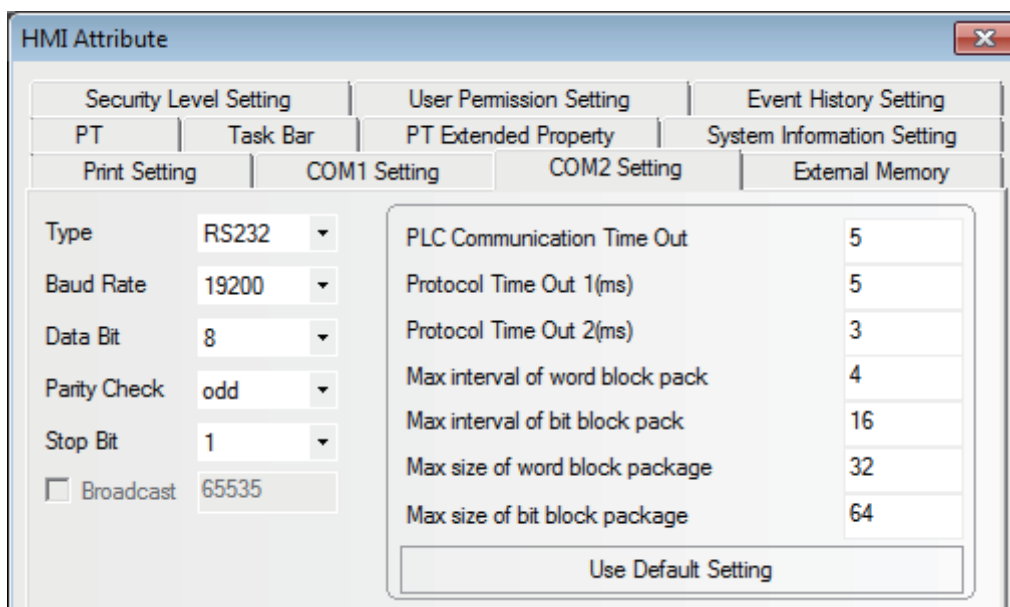 HMI Attribute
Security Level Setting User Permission Setting Event History Setting
PT Task Bar PT Extended Property System Information Setting
Print Setting COM1 Setting COM2 Setting External Memory
Type RS232
Baud Rate 19200
Data Bit 8
Parity Check odd
Stop Bit 1
Broadcast 65535
PLC Communication Time Out 5
Protocol Time Out 1(ms) 5
Protocol Time Out 2(ms) 3
Max interval of word block pack 4
Max interval of bit block pack 16
Max size of word block package 32
Max size of bit block package 64
Use Default Setting